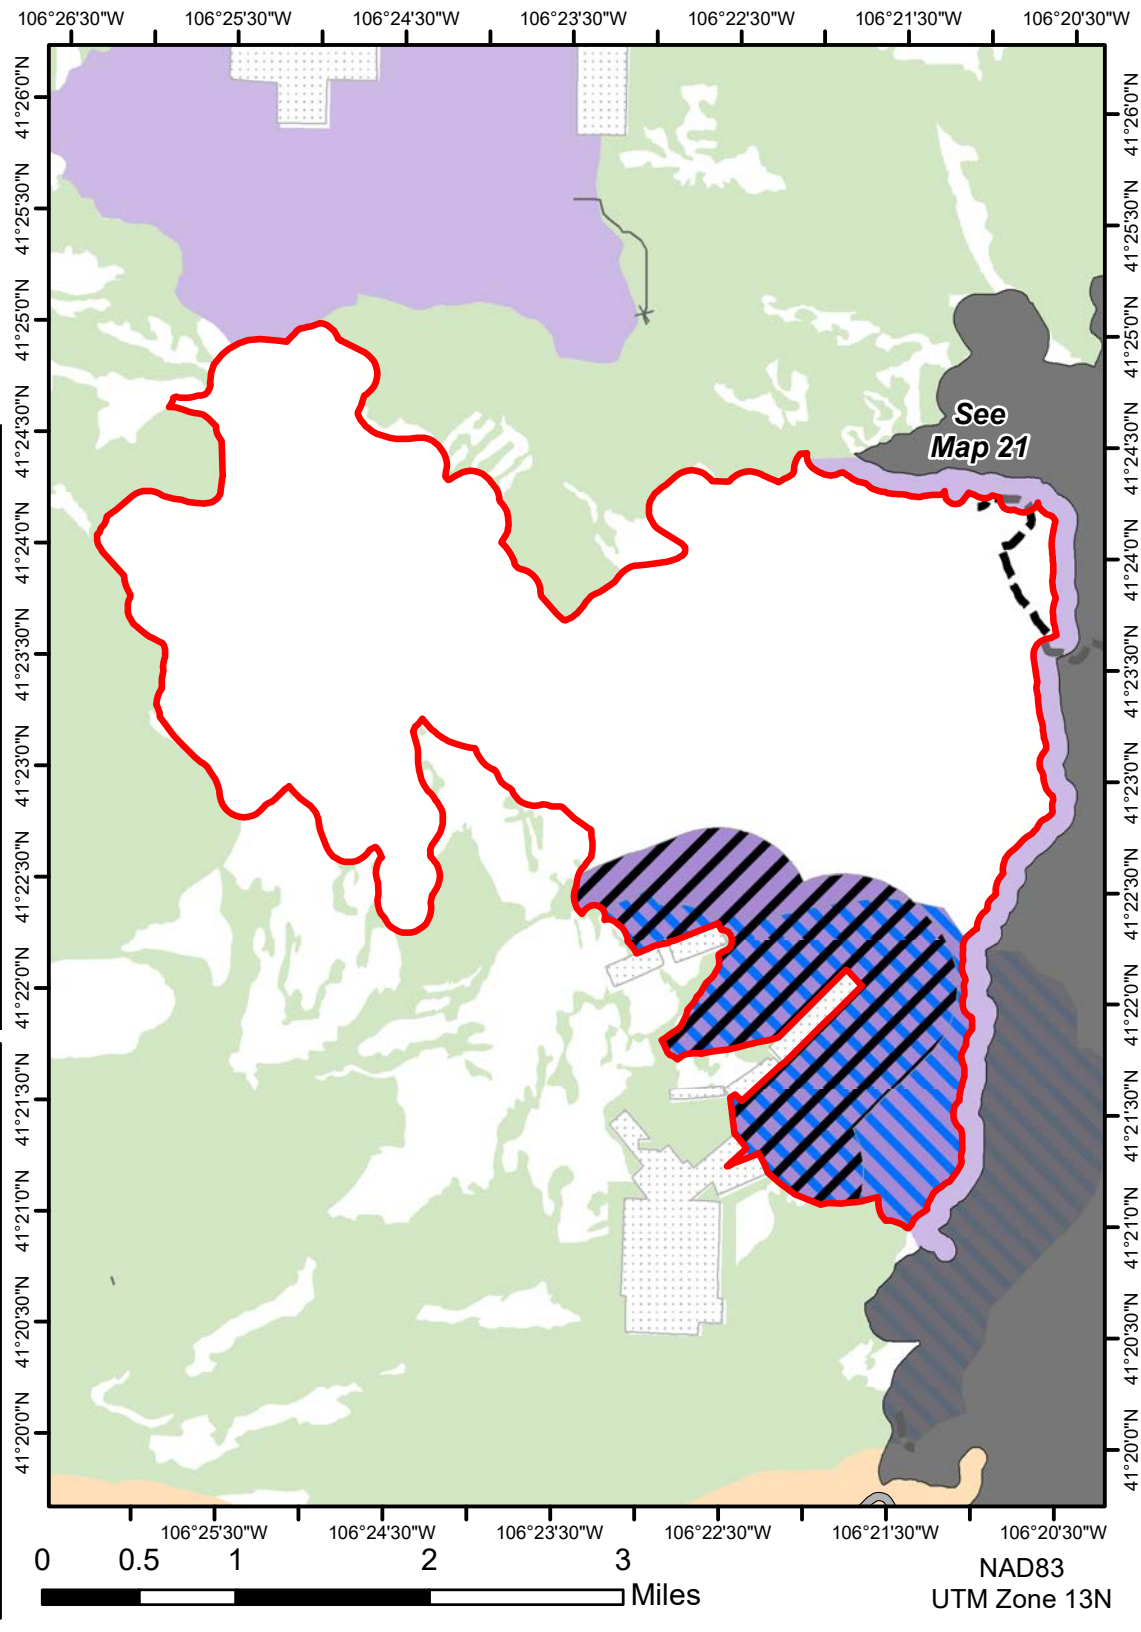 106°26'30"W 106°25'30"W 106°24'30"W 106°23'30"W 106°22'30"W 106°21'30"W 106°20'30"W
41°26'0"N
41°25'30"N
41°25'0"N
41°24'30"N
41°24'0"N
41°23'30"N
41°23'0"N
41°22'30"N
41°22'0"N
41°21'30"N
41°21'0"N
41°20'30"N
41°20'0"N
See
Map 21
41°26'0"N
41°25'30"N
41°25'0"N
41°24'30"N
41°24'0"N
41°23'30"N
41°23'0"N
41°22'30"N
41°22'0"N
41°21'30"N
41°21'0"N
41°20'30"N
41°20'0"N
106°25'30"W 106°24'30"W 106°23'30"W 106°22'30"W 106°21'30"W 106°20'30"W
0 0.5 1 2 3
Miles
NAD83
UTM Zone 13N